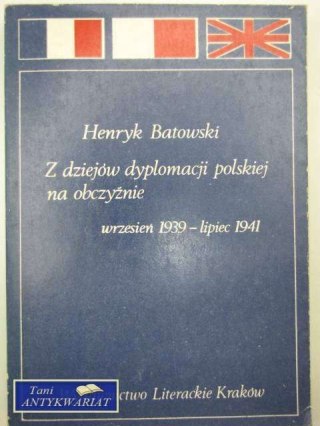 Henryk Batowski
Z dziejów dyplomacji polskiej
na obczyźnie
wrzesień 1939 – lipiec 1941
ctwo Literackie Kraków
Tani
ANTYKWARIAT